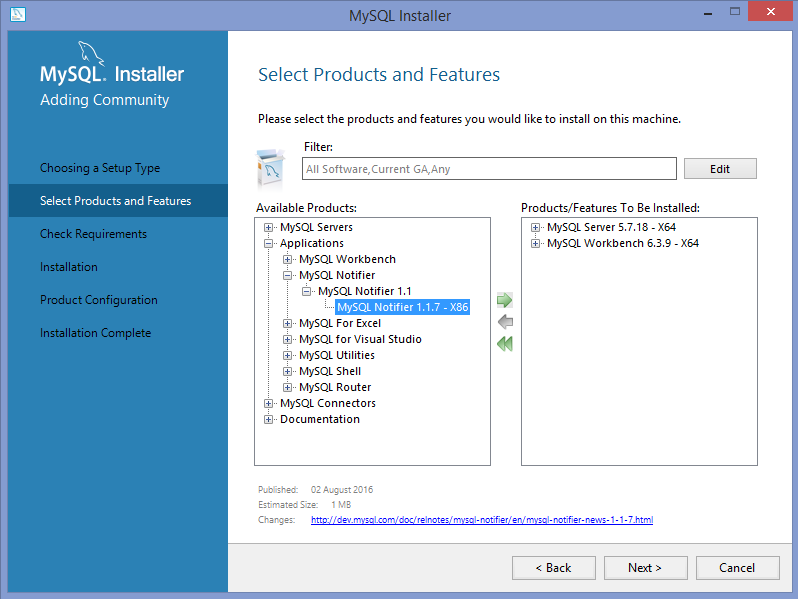 MySQL Installer
MySQL. Installer
Adding Community
Choosing a Setup Type
Select Products and Features
Check Requirements
Installation
Product Configuration
Installation Complete
Select Products and Features
Please select the products and features you would like to install on this machine.
Filter:
All Software,Current GA,Any
Edit
Available Products:
MySQL Servers
Applications
MySQL Workbench
MySQL Notifier
MySQL Notifier 1.1
MySQL Notifier 1.1.7 - X86
MySQL For Excel
MySQL for Visual Studio
MySQL Utilities
MySQL Shell
MySQL Router
MySQL Connectors
Documentation
Products/Features To Be Installed:
MySQL Server 5.7.18 - X64
MySQL Workbench 6.3.9 - X64
Published: 02 August 2016
Estimated Size: 1 MB
Changes: http://dev.mysql.com/doc/relnotes/mysql-notifier/en/mysql-notifier-news-1-1-7.html
< Back
Next >
Cancel